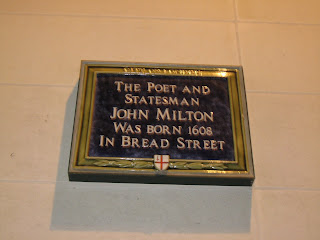 THE POET AND
STATESMAN
JOHN MILTON
WAS BORN 1608
IN BREAD STREET